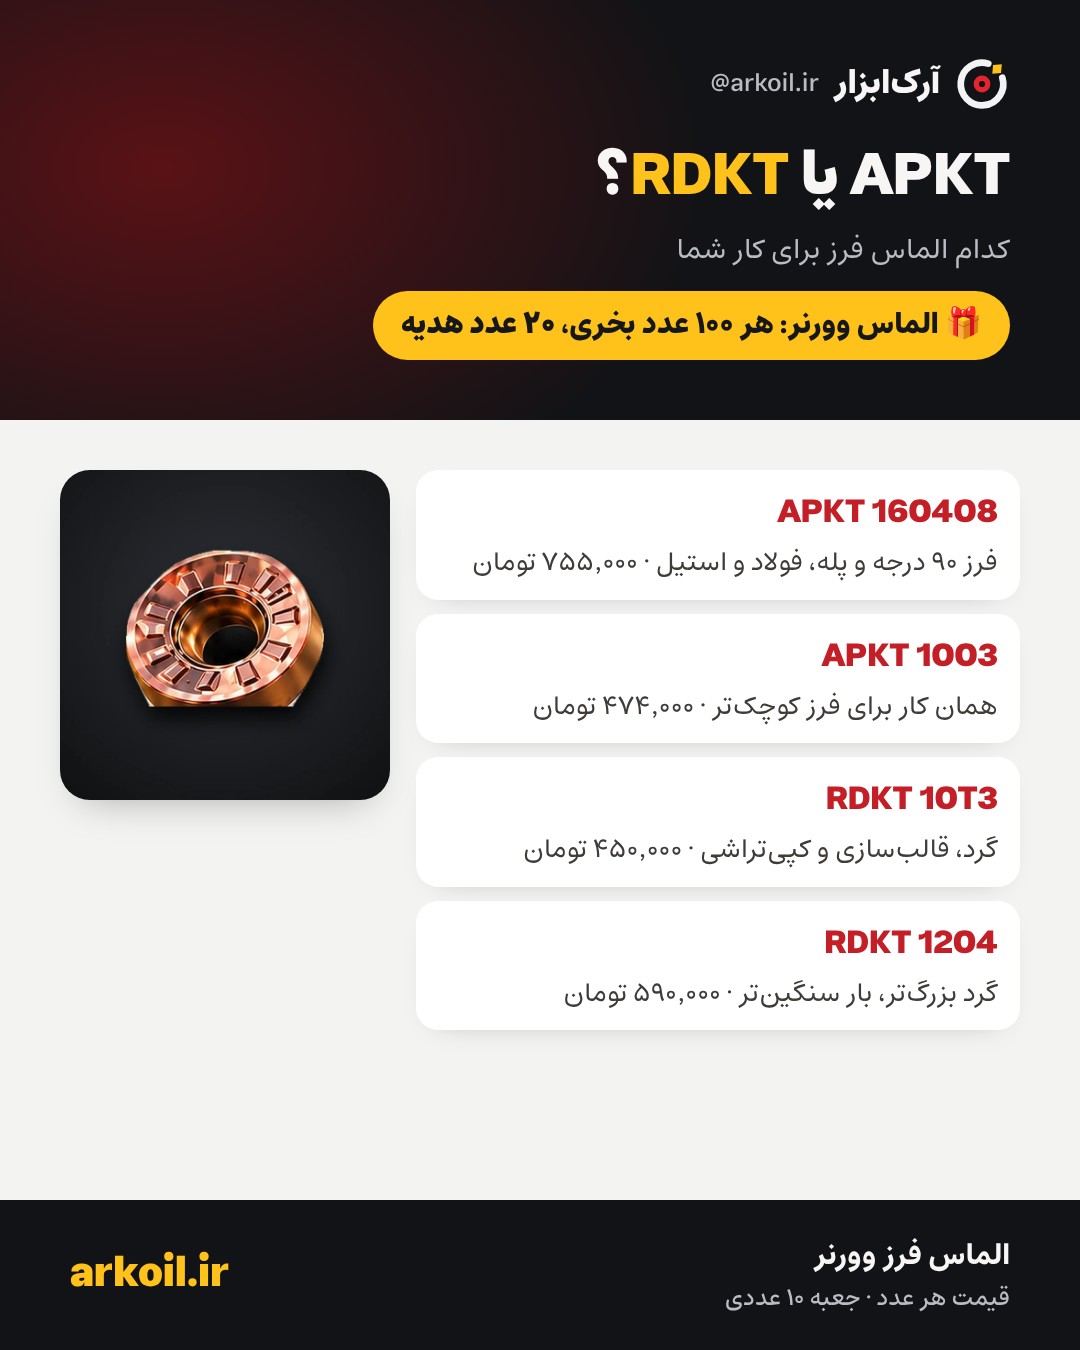 آرک‌ابزار @arkoil.ir
APKT یا RDKT؟
کدام الماس فرز برای کار شما
🎁 الماس وورنر: هر ۱۰۰ عدد بخری، ۲۰ عدد هدیه
APKT 160408
فرز ۹۰ درجه و پله، فولاد و استیل · ۷۵۵,۰۰۰ تومان
APKT 1003
همان کار برای فرز کوچک‌تر · ۴۷۴,۰۰۰ تومان
RDKT 10T3
گرد، قالب‌سازی و کپی‌تراشی · ۴۵۰,۰۰۰ تومان
RDKT 1204
گرد بزرگ‌تر، بار سنگین‌تر · ۵۹۰,۰۰۰ تومان
الماس فرز وورنر
قیمت هر عدد · جعبه ۱۰ عددی
arkoil.ir